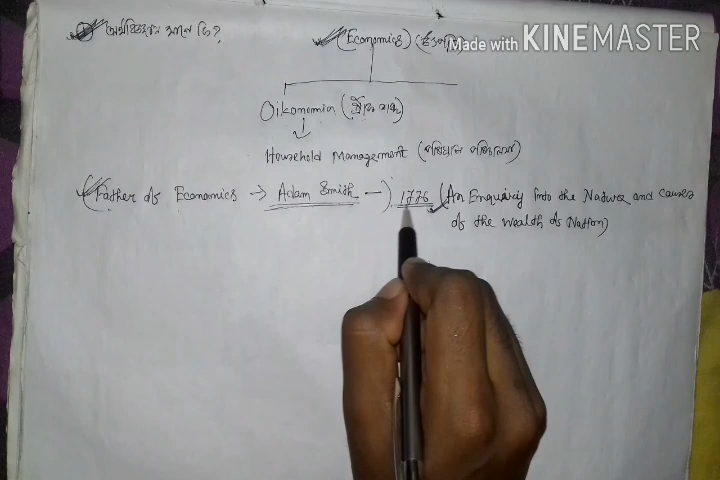 অর্থবিজ্ঞান মানে কি?
(Economics)
Made with KINEMASTER
Oikonomia (গ্রীক শব্দ)
Household Management
Father of Economics → Adam Smith → 1776 (An Enquiry Into the Nature and causes
of the wealth of Nation)